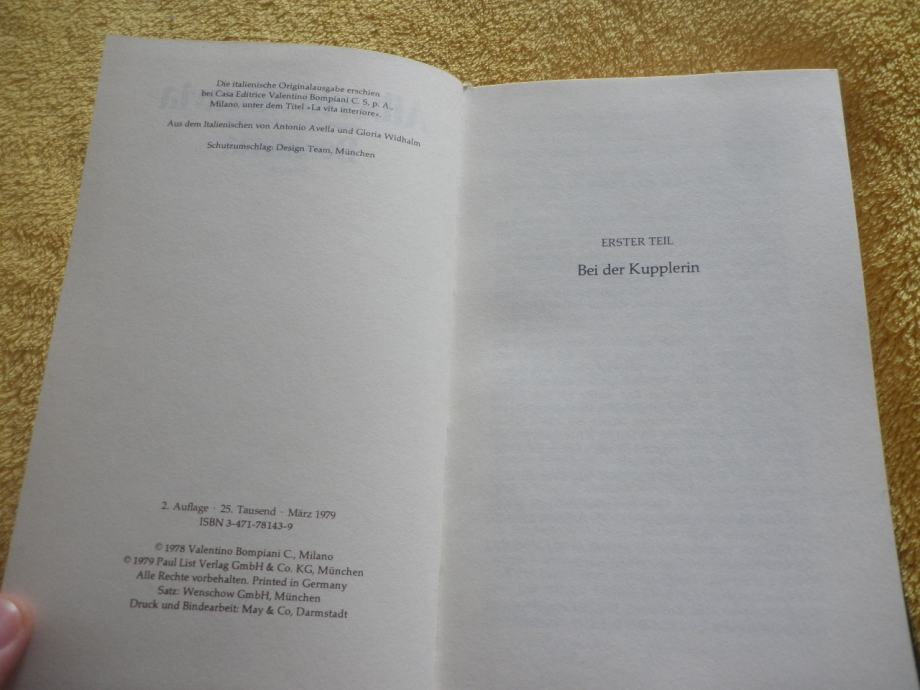 Die italienische Originalausgabe erschien
bei Casa Editrice Valentino Bompiani C. S. p. A.,
Milano, unter dem Titel »La vita interiore«.
Aus dem Italienischen von Antonio Avella und Gloria Widhalm
Schutzumschlag: Design Team, München
2. Auflage · 25. Tausend · März 1979
ISBN 3-471-78143-9
© 1978 Valentino Bompiani C., Milano
© 1979 Paul List Verlag GmbH & Co. KG, München
Alle Rechte vorbehalten. Printed in Germany
Satz: Wenschow GmbH, München
Druck und Bindearbeit: May & Co, Darmstadt
ERSTER TEIL
Bei der Kupplerin